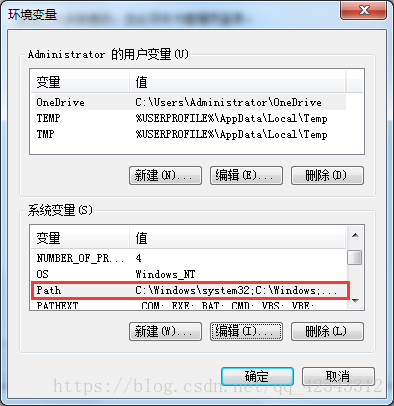 环境变量
Administrator 的用户变量(U)
变量 值
OneDrive C:\Users\Administrator\OneDrive
TEMP %USERPROFILE%\AppData\Local\Temp
TMP %USERPROFILE%\AppData\Local\Temp
新建(N)... 编辑(E)... 删除(D)
系统变量(S)
变量 值
NUMBER_OF_PR... 4
OS Windows_NT
Path C:\Windows\system32;C:\Windows;...
PATHEXT .COM;.EXE;.BAT;.CMD;.VBS;.VBE;
新建(W)... 编辑(I)... 删除(L)
确定 取消
https://blog.csdn.net/qq_42543312